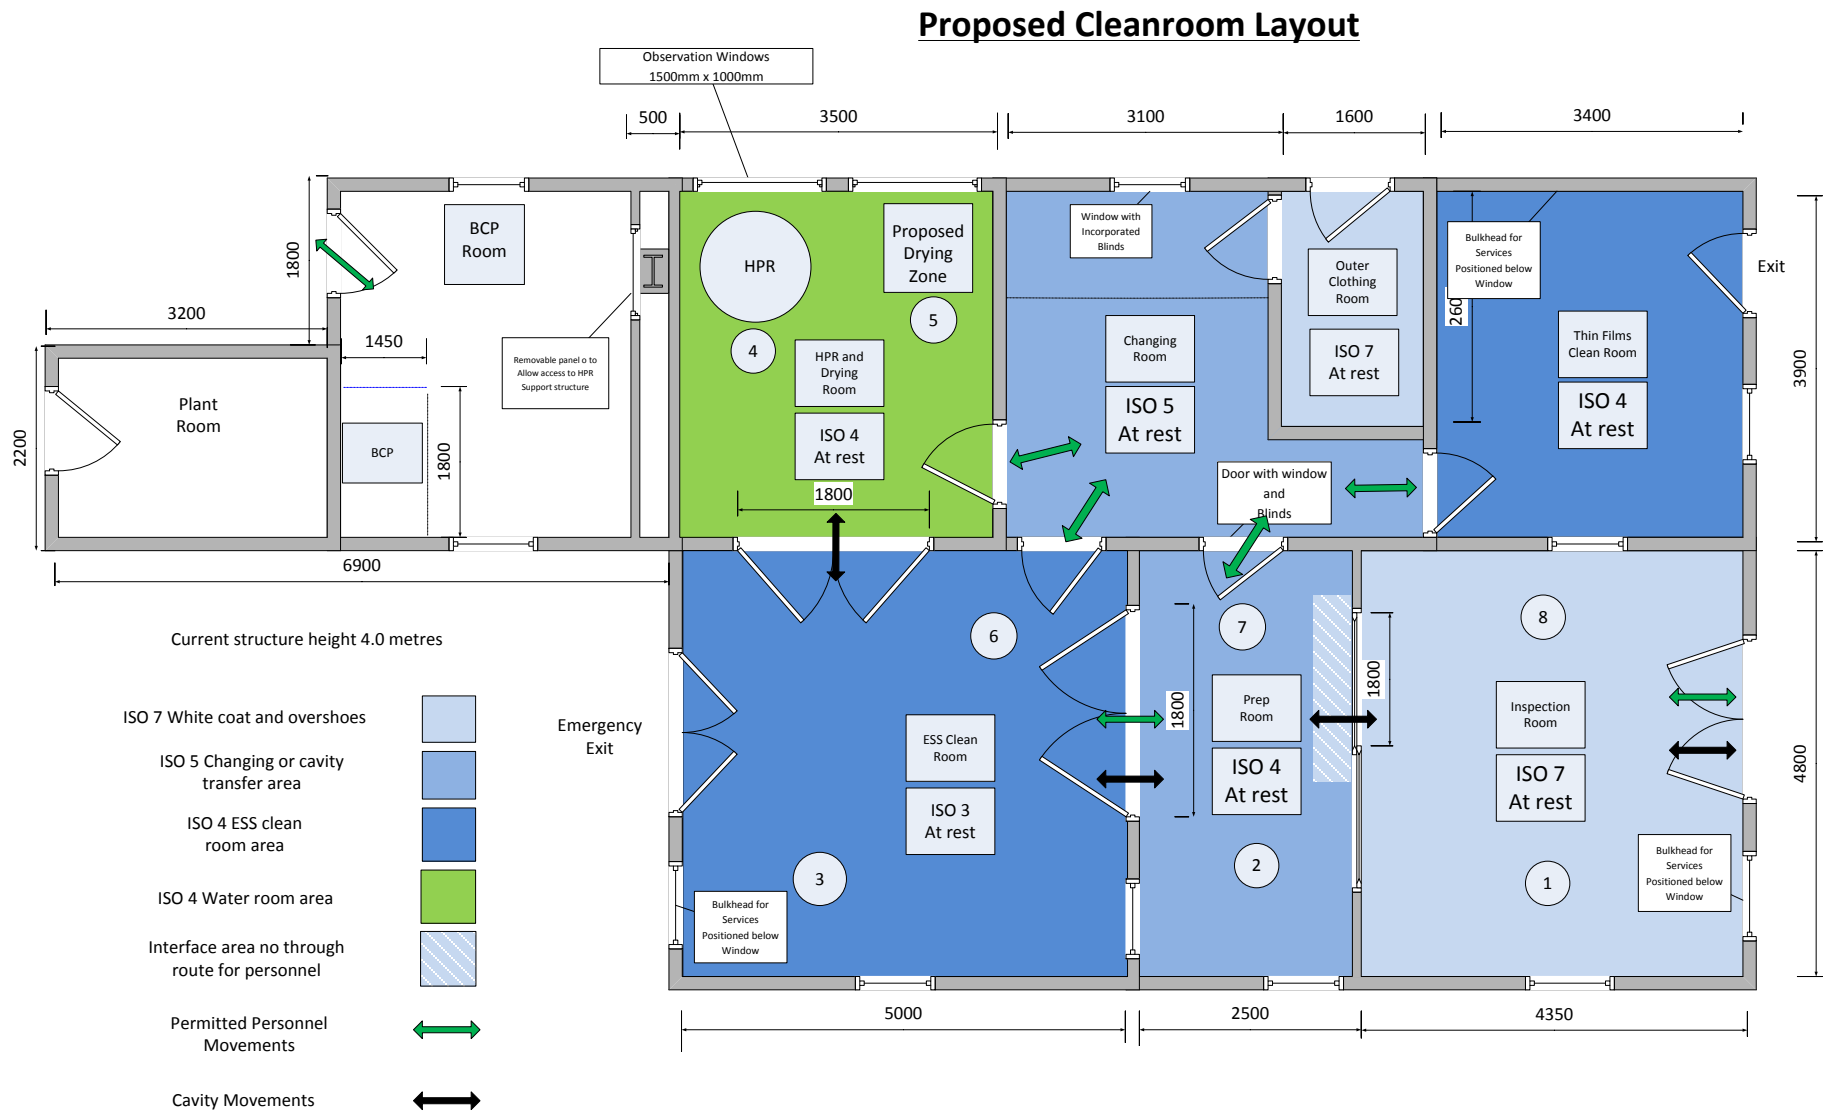 Proposed Cleanroom Layout
Observation Windows
1500mm x 1000mm
500
3500
3100
1600
3400
BCP
Room
HPR
Proposed
Drying
Zone
Window with
Incorporated
Blinds
Outer
Clothing
Room
Bulkhead for
Services
Positioned below
Window
Exit
1800
3200
1450
260
5
4
Changing
Room
ISO 7
At rest
Thin Films
Clean Room
Removable panel o to
Allow access to HPR
Support structure
HPR and
Drying
Room
3900
Plant
Room
ISO 5
At rest
ISO 4
At rest
ISO 4
At rest
2200
BCP
1800
1800
Door with window
and
Blinds
6900
Current structure height 4.0 metres
6
7
8
1800
1800
Prep
Room
Inspection
Room
ISO 7 White coat and overshoes
Emergency
Exit
ESS Clean
Room
ISO 5 Changing or cavity
transfer area
ISO 4
At rest
ISO 7
At rest
4800
ISO 3
At rest
ISO 4 ESS clean
room area
3
2
1
Bulkhead for
Services
Positioned below
Window
ISO 4 Water room area
Bulkhead for
Services
Positioned below
Window
Interface area no through
route for personnel
5000
2500
4350
Permitted Personnel
Movements
Cavity Movements